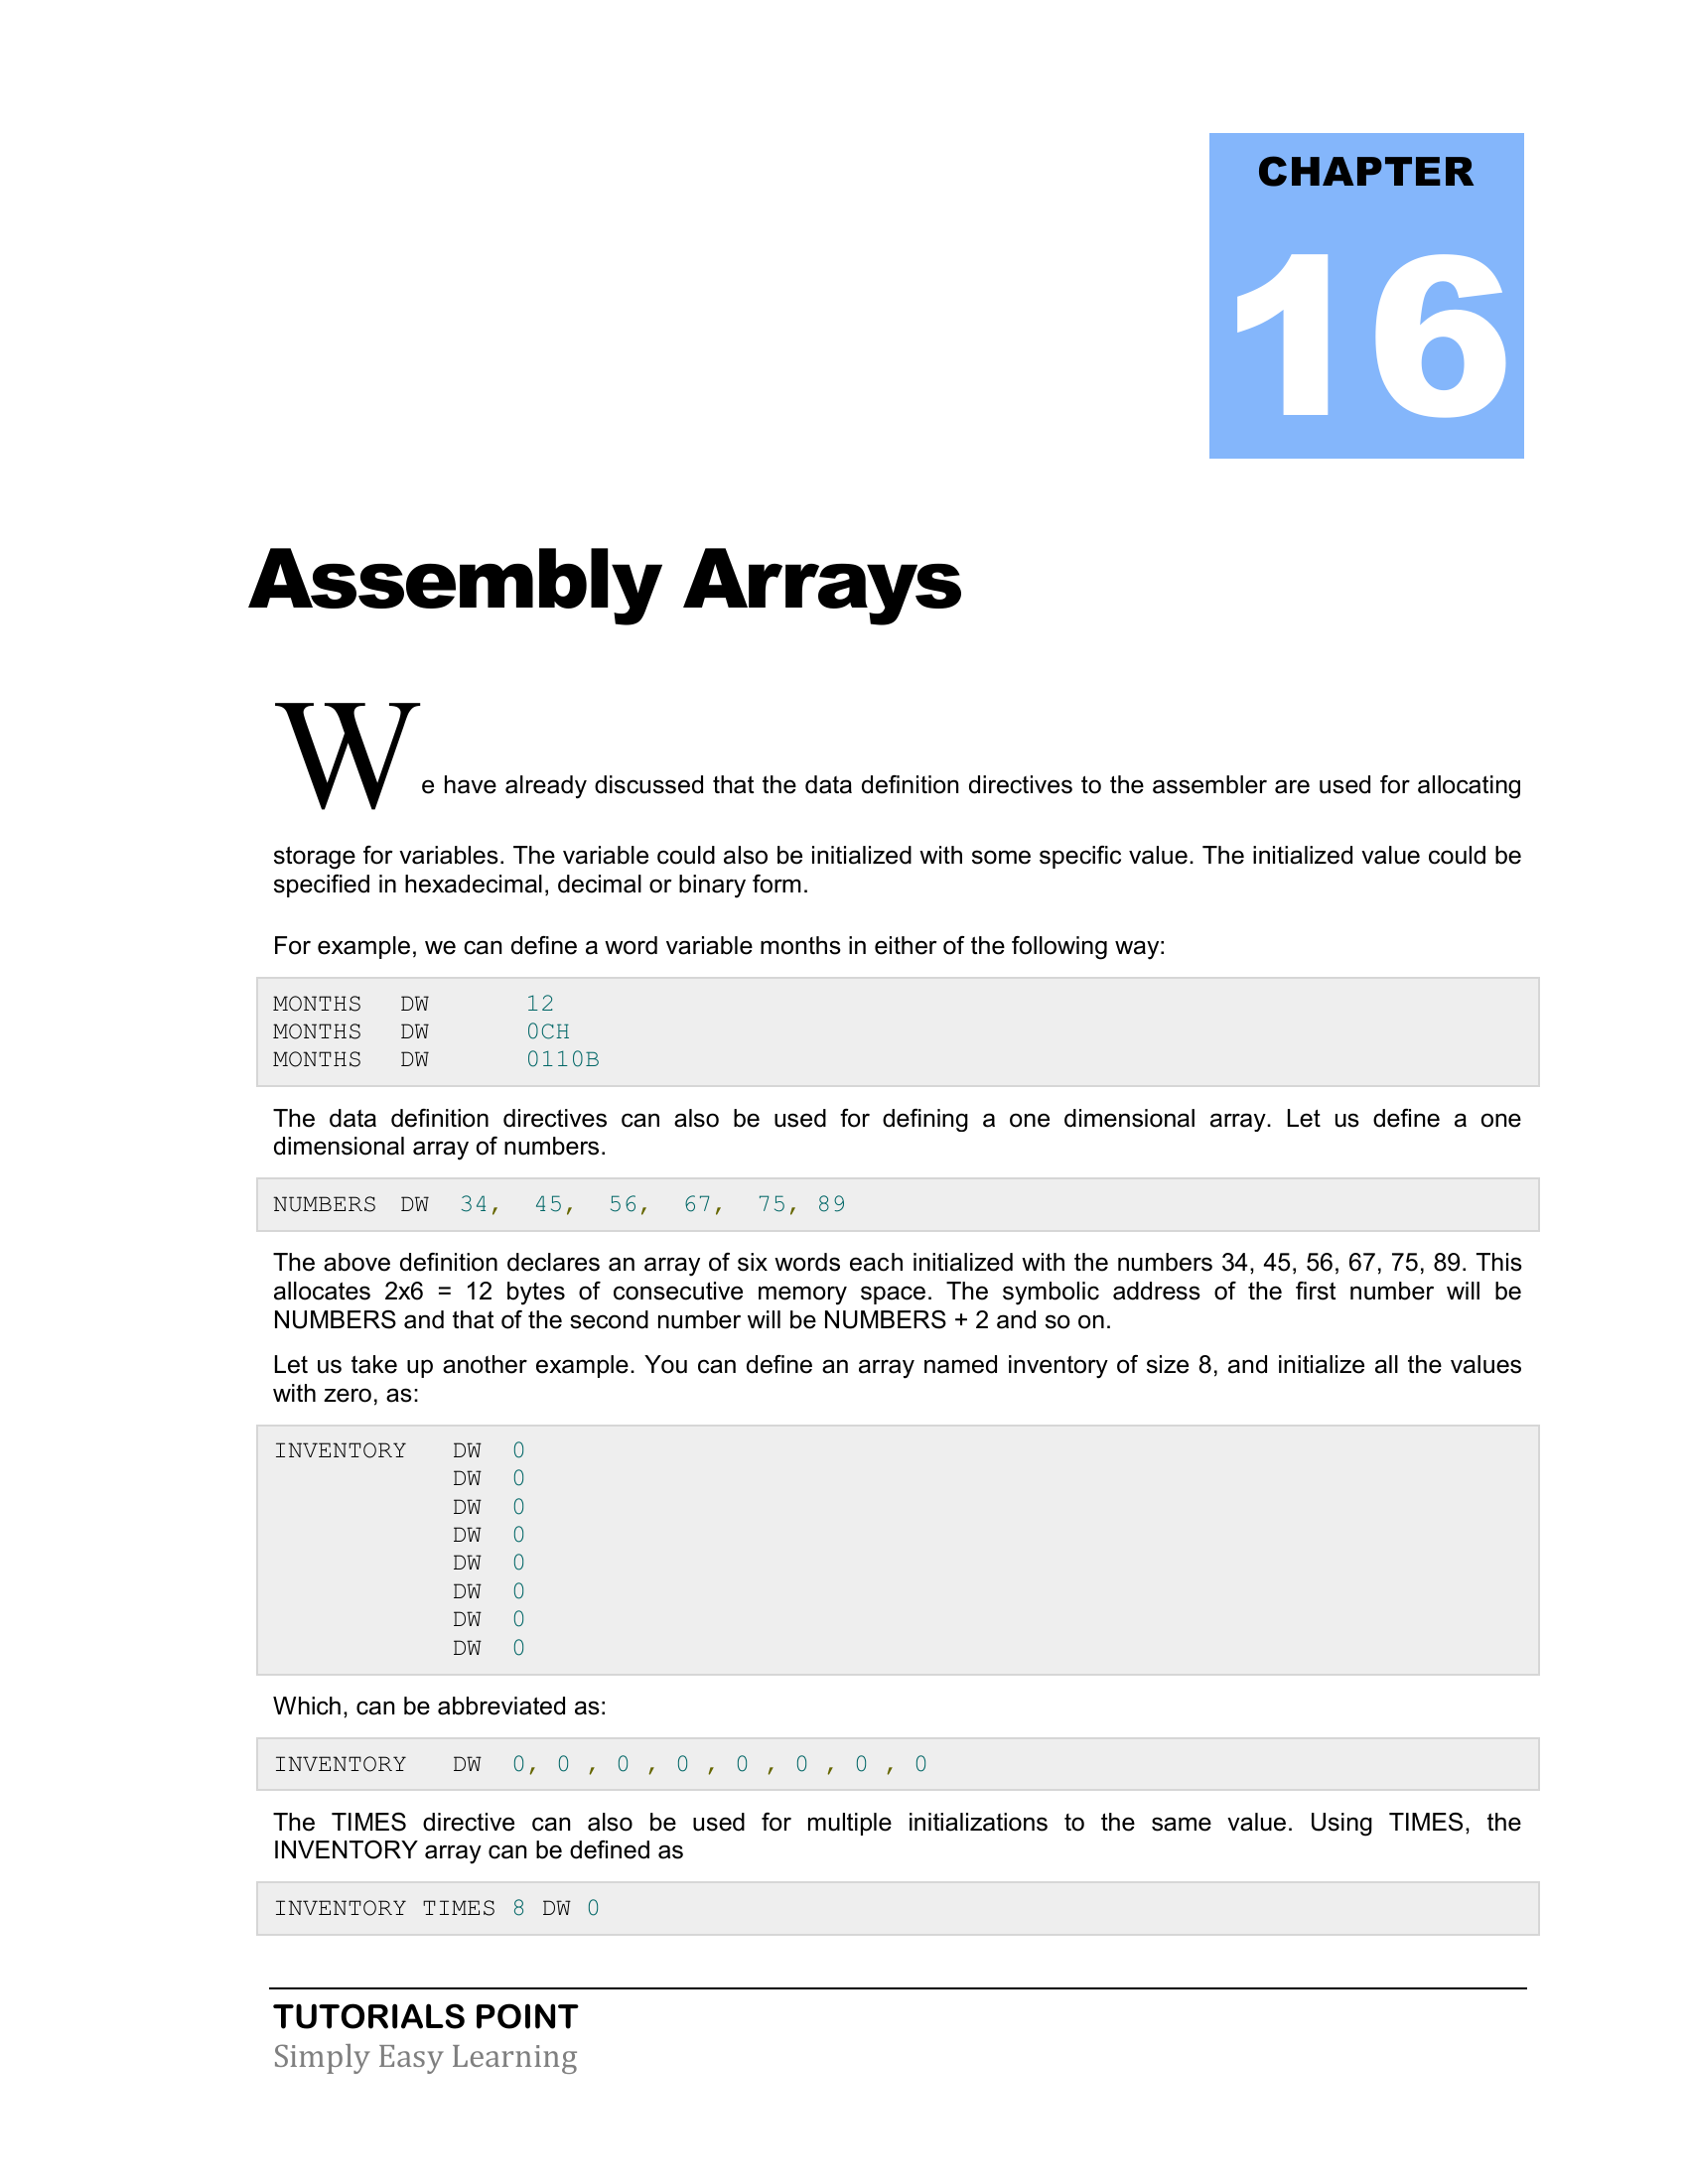 CHAPTER
16
Assembly Arrays
We have already discussed that the data definition directives to the assembler are used for allocating
storage for variables. The variable could also be initialized with some specific value. The initialized value could be
specified in hexadecimal, decimal or binary form.
For example, we can define a word variable months in either of the following way:
MONTHS DW 12
MONTHS DW 0CH
MONTHS DW 0110B
The data definition directives can also be used for defining a one dimensional array. Let us define a one
dimensional array of numbers.
NUMBERS DW 34, 45, 56, 67, 75, 89
The above definition declares an array of six words each initialized with the numbers 34, 45, 56, 67, 75, 89. This
allocates 2x6 = 12 bytes of consecutive memory space. The symbolic address of the first number will be
NUMBERS and that of the second number will be NUMBERS + 2 and so on.
Let us take up another example. You can define an array named inventory of size 8, and initialize all the values
with zero, as:
INVENTORY DW 0
DW 0
DW 0
DW 0
DW 0
DW 0
DW 0
DW 0
Which, can be abbreviated as:
INVENTORY DW 0, 0 , 0 , 0 , 0 , 0 , 0 , 0
The TIMES directive can also be used for multiple initializations to the same value. Using TIMES, the
INVENTORY array can be defined as
INVENTORY TIMES 8 DW 0
TUTORIALS POINT
Simply Easy Learning